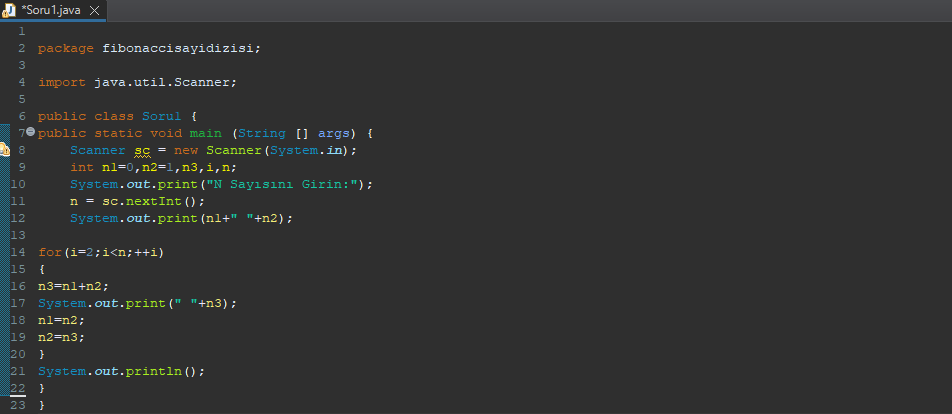 *Soru1.java
1
2 package fibonaccisayidizisi;
3
4 import java.util.Scanner;
5
6 public class Soru1 {
7 public static void main (String [] args) {
8 Scanner sc = new Scanner(System.in);
9 int n1=0,n2=1,n3,i,n;
10 System.out.print("N Sayısını Girin:");
11 n = sc.nextInt();
12 System.out.print(n1+" "+n2);
13
14 for(i=2;i<n;++i)
15 {
16 n3=n1+n2;
17 System.out.print(" "+n3);
18 n1=n2;
19 n2=n3;
20 }
21 System.out.println();
22 }
23 }